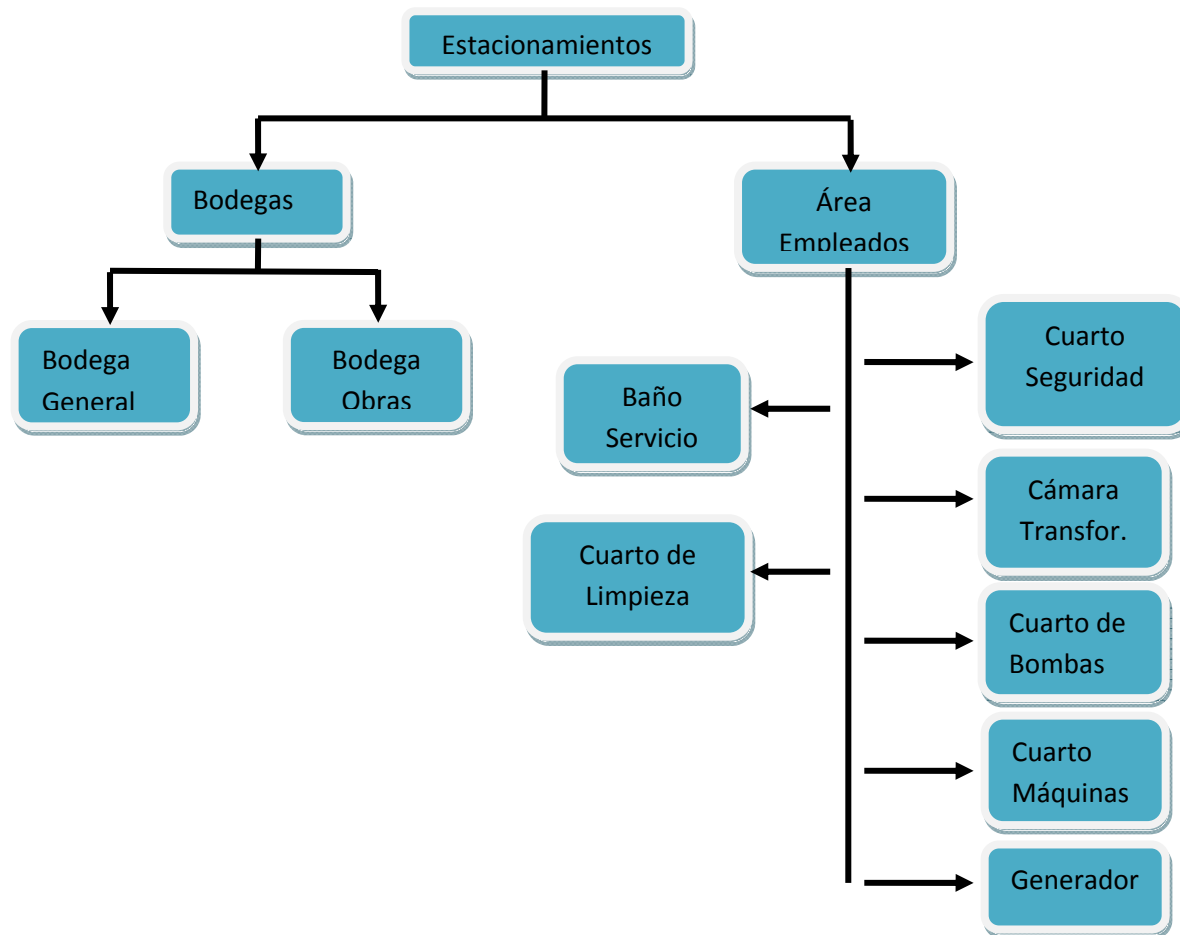 Estacionamientos
Bodegas
Área
Empleados
Bodega
General
Bodega
Obras
Cuarto
Seguridad
Baño
Servicio
Cámara
Transfor.
Cuarto de
Limpieza
Cuarto de
Bombas
Cuarto
Máquinas
Generador